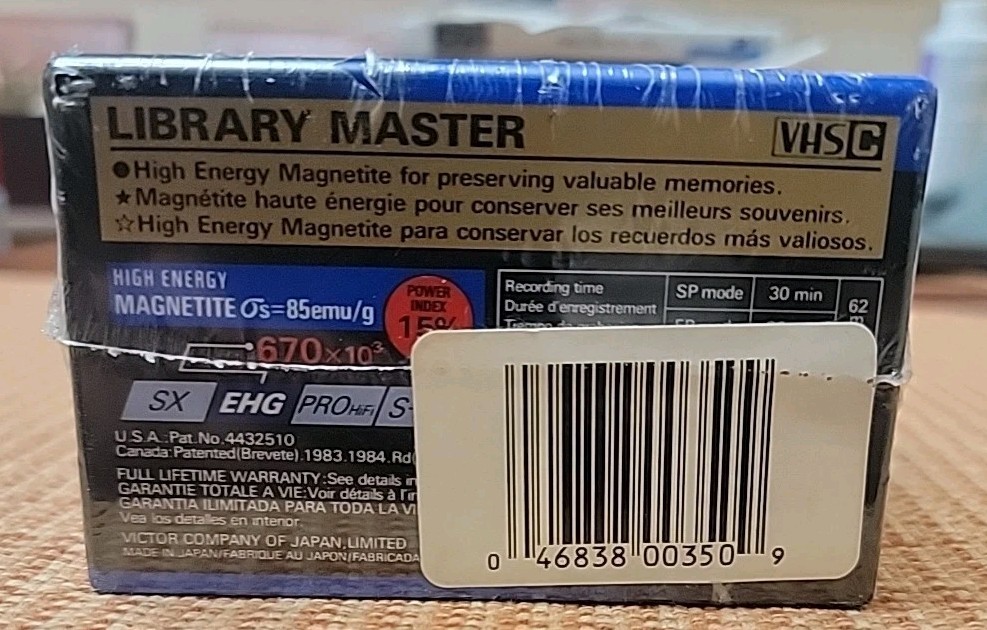 LIBRARY MASTER
VHS C
●High Energy Magnetite for preserving valuable memories.
★Magnétite haute énergie pour conserver ses meilleurs souvenirs.
☆High Energy Magnetite para conservar los recuerdos más valiosos.
HIGH ENERGY
MAGNETITE σs=85emu/g
POWER
INDEX
15%
670×10³
Recording time
Durée d'enregistrement
SP mode
30 min
62
SX EHG PRO HiFi S-
U.S.A.:Pat.No.4432510
Canada:Patented(Brevete).1983.1984.Rd
FULL LIFETIME WARRANTY:See details in
GARANTIE TOTALE A VIE:Voir détails à l'in
GARANTIA ILIMITADA PARA TODA LA VI
Vea los detalles en interior.
VICTOR COMPANY OF JAPAN,LIMITED
MADE IN JAPAN/FABRIQUE AU JAPON/FABRICADA
0 46838 00350 9